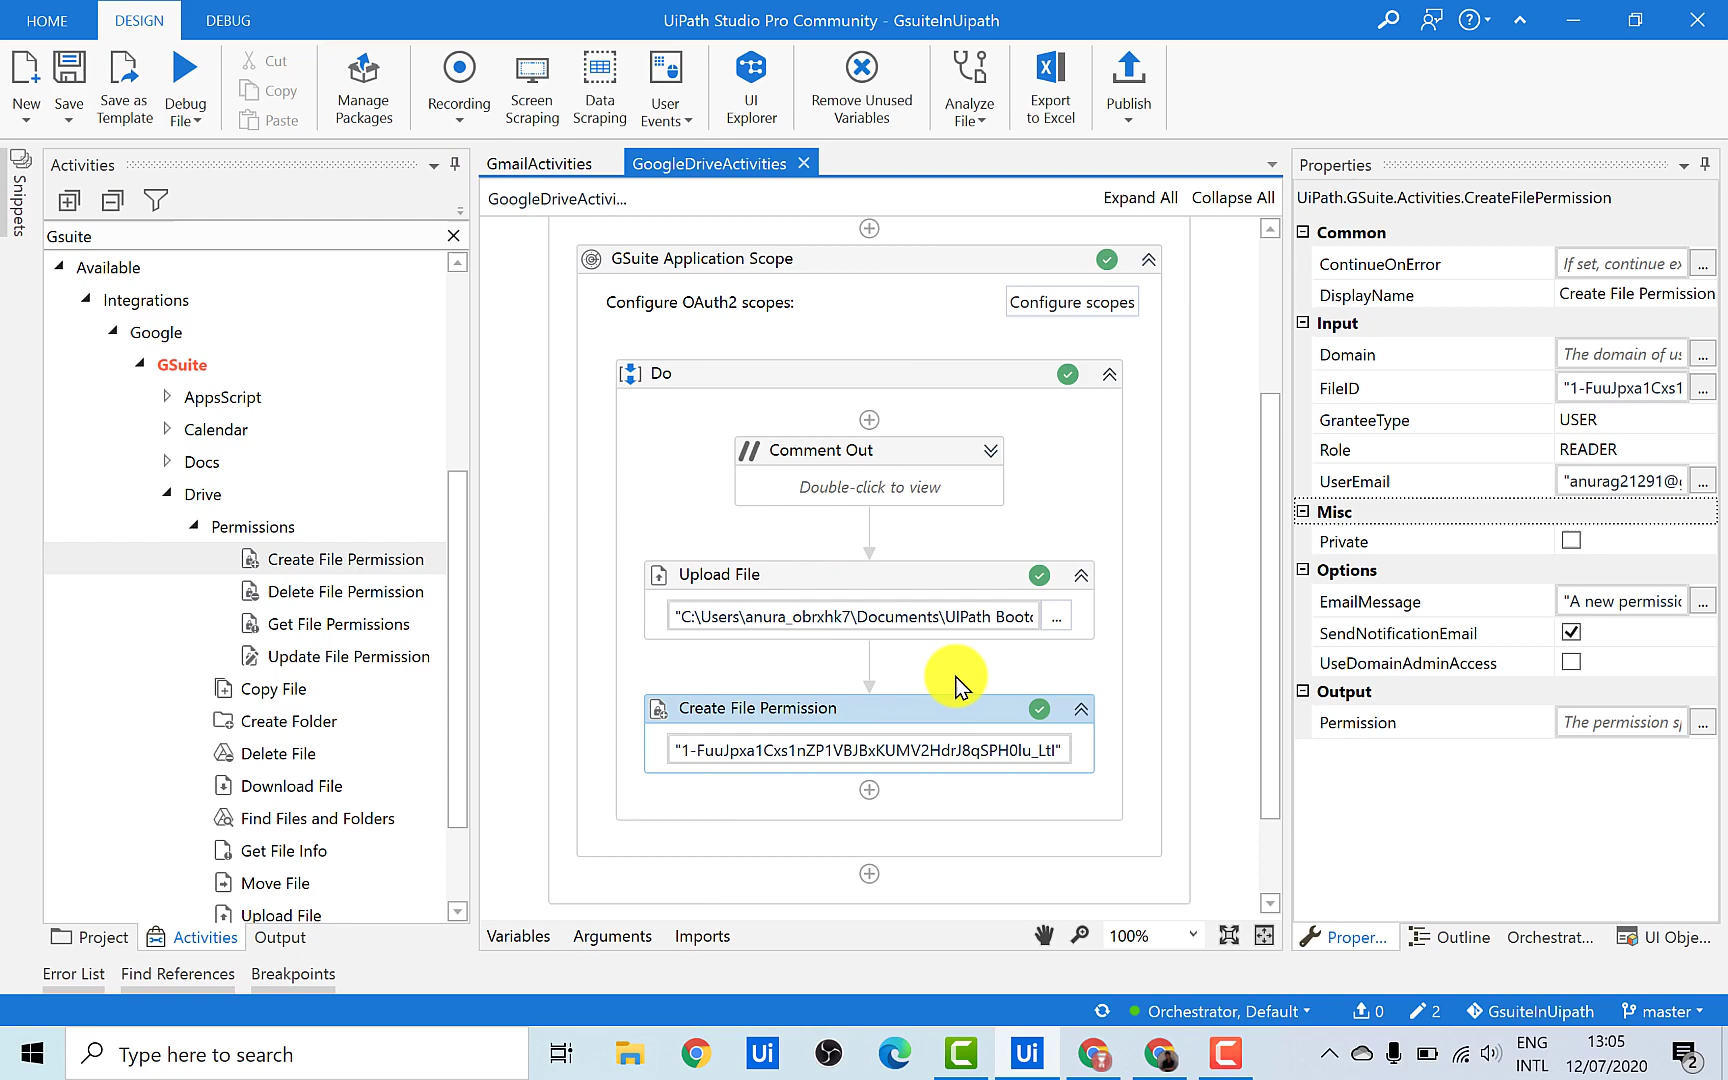 HOME DESIGN DEBUG UiPath Studio Pro Community - GsuiteInUipath
New Save Save as Template Debug File Cut Copy Paste Manage Packages Recording Screen Scraping Data Scraping User Events UI Explorer Remove Unused Variables Analyze File Export to Excel Publish
Snippets
Activities
Gsuite
Available
Integrations
Google
GSuite
AppsScript
Calendar
Docs
Drive
Permissions
Create File Permission
Delete File Permission
Get File Permissions
Update File Permission
Copy File
Create Folder
Delete File
Download File
Find Files and Folders
Get File Info
Move File
Upload File
Project Activities Output
GmailActivities GoogleDriveActivities
GoogleDriveActivi... Expand All Collapse All
GSuite Application Scope
Configure OAuth2 scopes: Configure scopes
Do
// Comment Out
Double-click to view
Upload File
"C:\Users\anura_obrxhk7\Documents\UIPath Bootc ...
Create File Permission
"1-FuuJpxa1Cxs1nZP1VBJBxKUMV2HdrJ8qSPH0lu_Ltl"
Variables Arguments Imports 100%
Properties
UiPath.GSuite.Activities.CreateFilePermission
Common
ContinueOnError If set, continue ex ...
DisplayName Create File Permission
Input
Domain The domain of us ...
FileID "1-FuuJpxa1Cxs1 ...
GranteeType USER
Role READER
UserEmail "anurag21291@g ...
Misc
Private
Options
EmailMessage "A new permissic ...
SendNotificationEmail
UseDomainAdminAccess
Output
Permission The permission sp ...
Proper... Outline Orchestrat... UI Obje...
Error List Find References Breakpoints
Orchestrator, Default 0 2 GsuiteInUipath master
Type here to search
Ui Ui
ENG INTL
13:05
12/07/2020
2